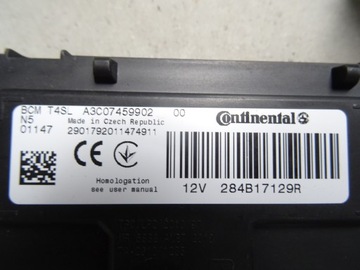 BCM T4SL A3C07459902 00
N5 Made in Czech Republic
01147 2901792011474911
Continental
CE
Homologation
see user manual
12V 284B17129R